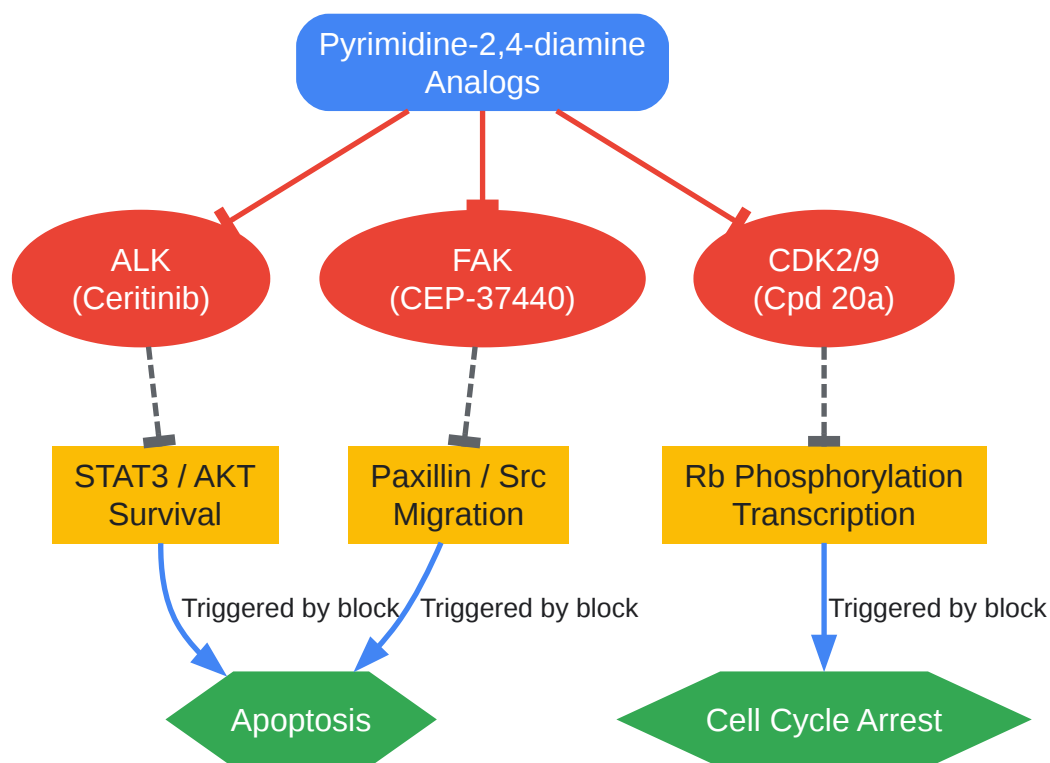 Pyrimidine-2,4-diamine
Analogs
ALK
(Ceritinib)
FAK
(CEP-37440)
CDK2/9
(Cpd 20a)
STAT3 / AKT
Survival
Paxillin / Src
Migration
Rb Phosphorylation
Transcription
Triggered by block
Triggered by block
Triggered by block
Apoptosis
Cell Cycle Arrest